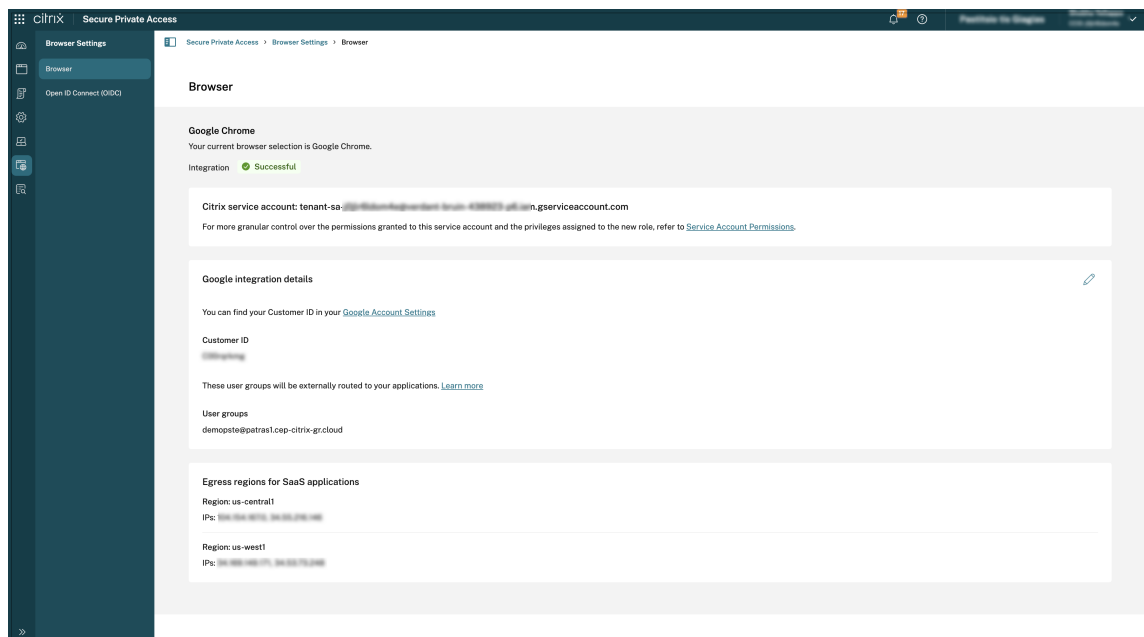 citrix Secure Private Access
Browser Settings
Browser
Open ID Connect (OIDC)
Secure Private Access > Browser Settings > Browser
Browser
Google Chrome
Your current browser selection is Google Chrome.
Integration Successful
Citrix service account: tenant-sa- n.gserviceaccount.com
For more granular control over the permissions granted to this service account and the privileges assigned to the new role, refer to Service Account Permissions.
Google integration details
You can find your Customer ID in your Google Account Settings
Customer ID
These user groups will be externally routed to your applications. Learn more
User groups
demopste@patras1.cep-citrix-gr.cloud
Egress regions for SaaS applications
Region: us-central1
IPs:
Region: us-west1
IPs: